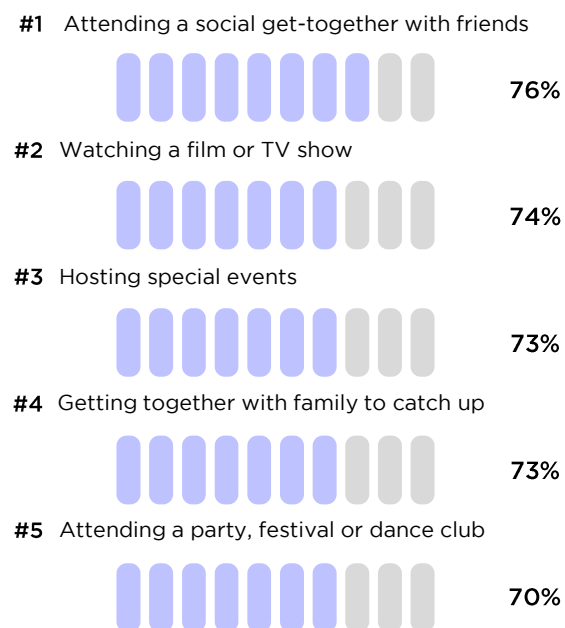 #1 Attending a social get-together with friends
76%
#2 Watching a film or TV show
74%
#3 Hosting special events
73%
#4 Getting together with family to catch up
73%
#5 Attending a party, festival or dance club
70%